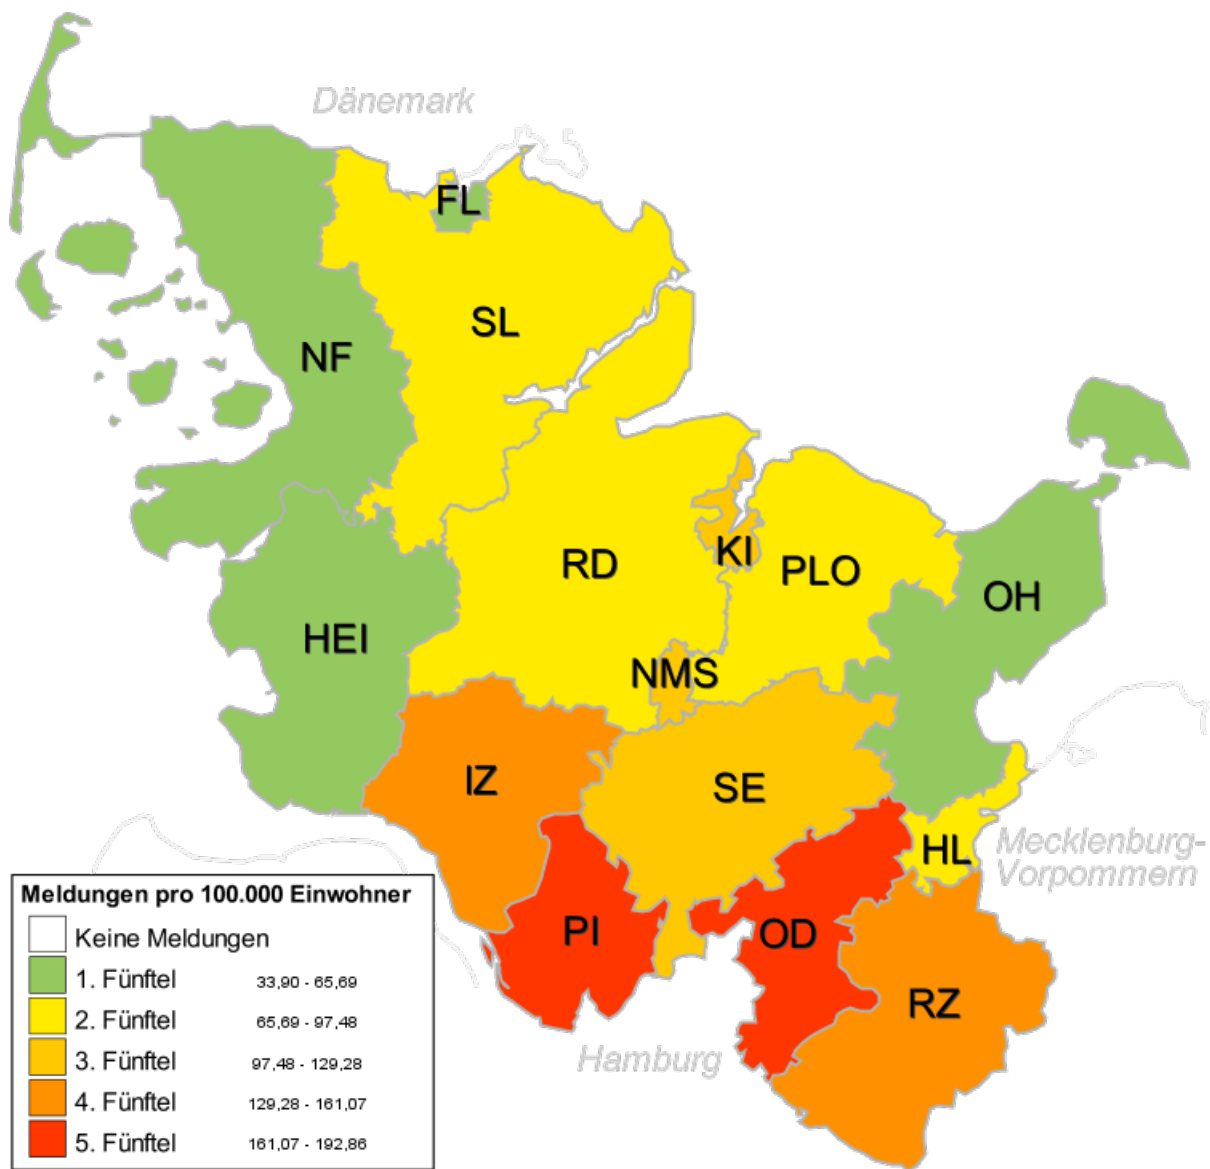 Dänemark
FL
SL
NF
RD
KI
PLO
OH
HEI
NMS
IZ
SE
HL
Mecklenburg-
Vorpommern
PI
OD
RZ
Hamburg
Meldungen pro 100.000 Einwohner
Keine Meldungen
1. Fünftel 33,90 - 65,69
2. Fünftel 65,69 - 97,48
3. Fünftel 97,48 - 129,28
4. Fünftel 129,28 - 161,07
5. Fünftel 161,07 - 192,86